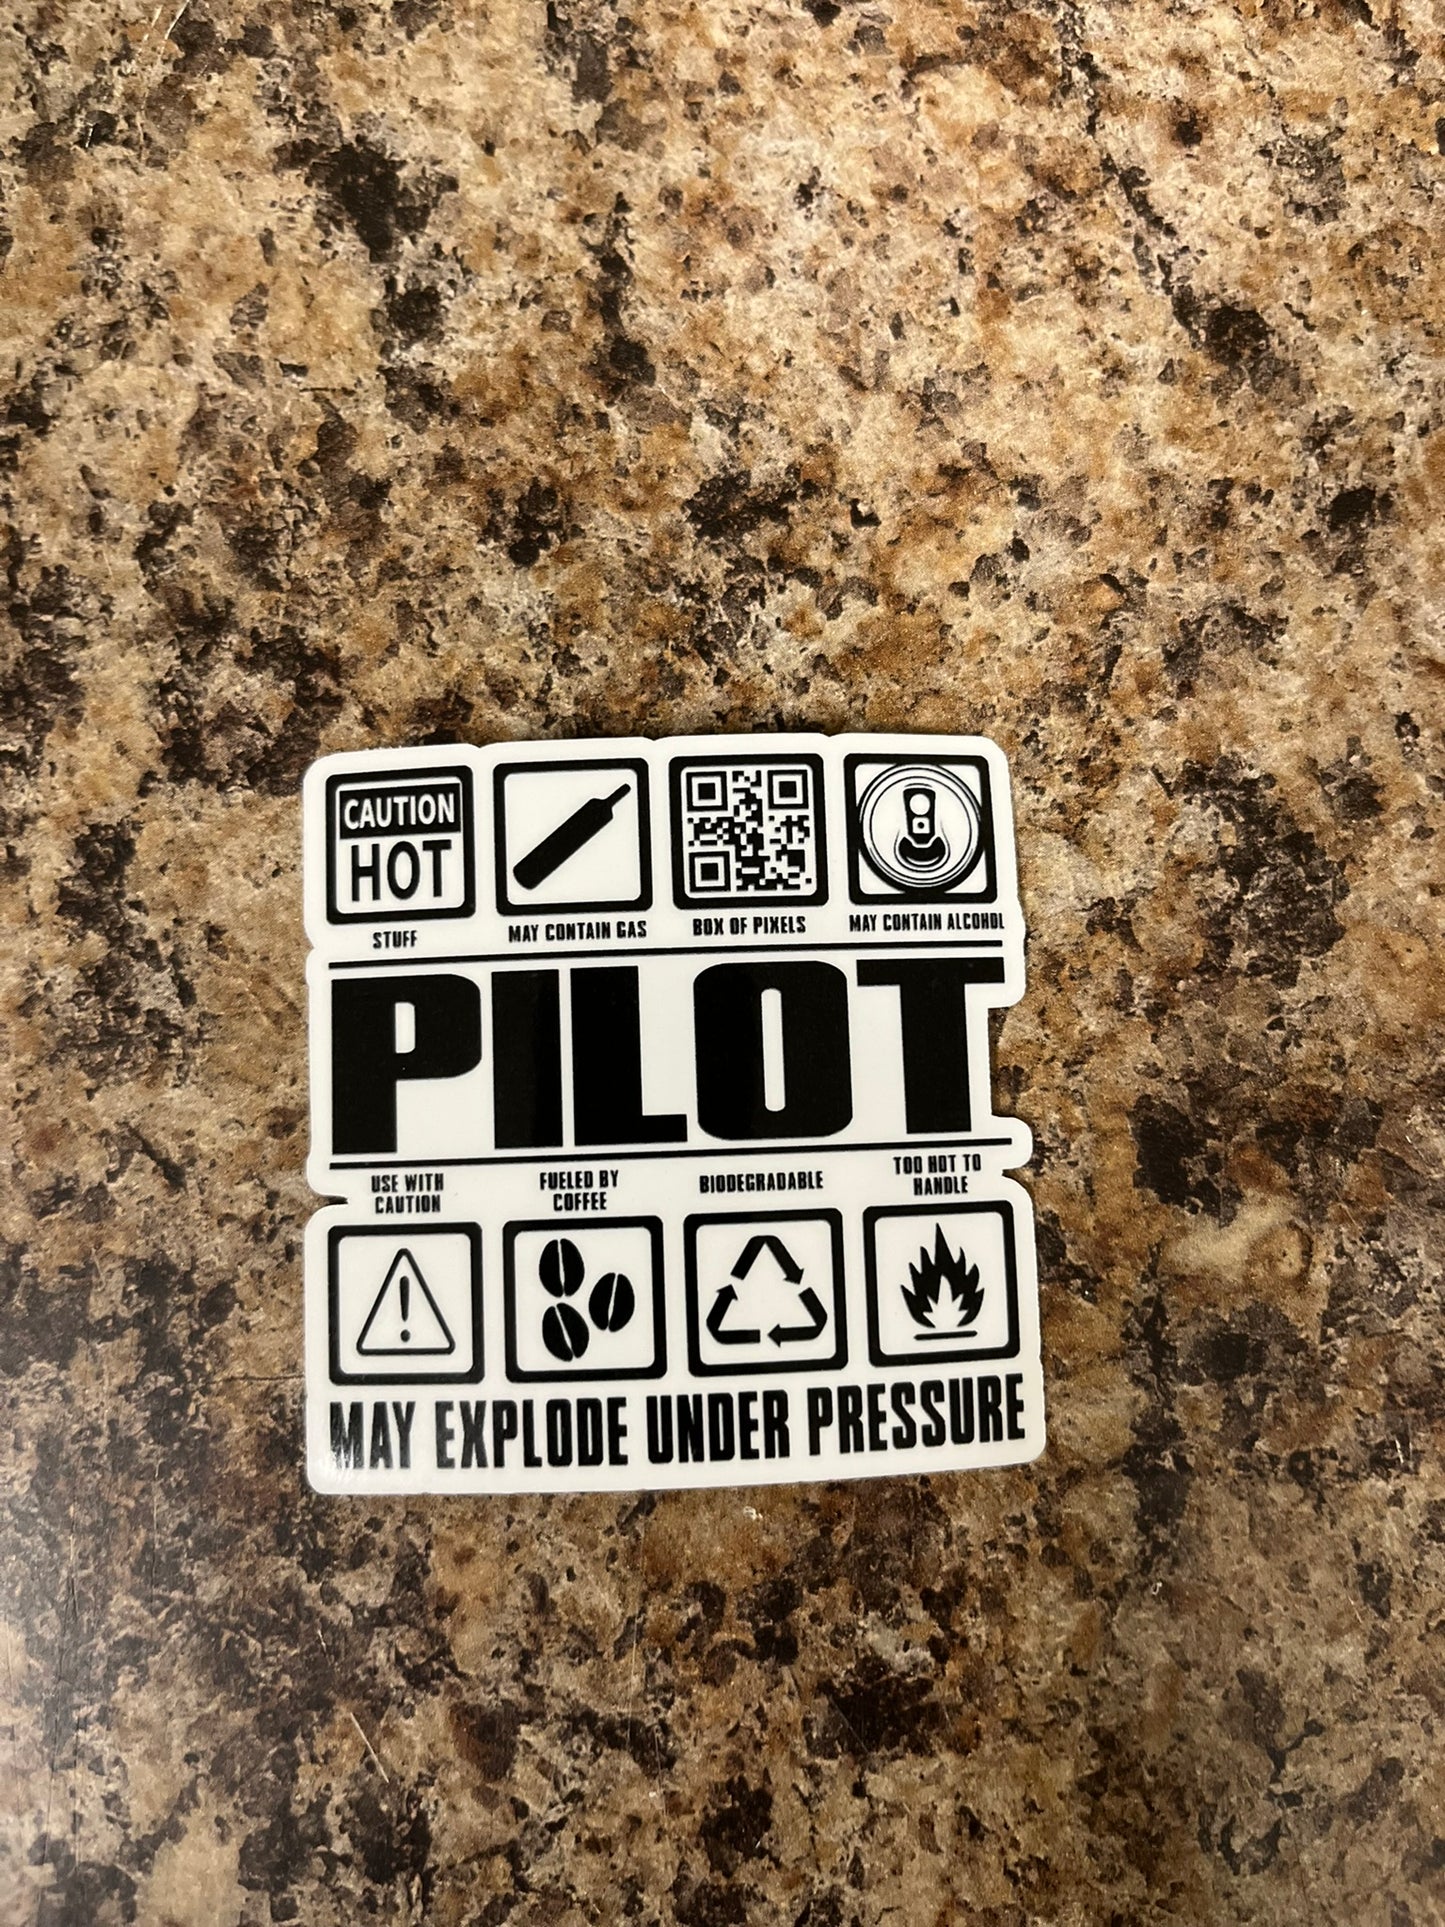 CAUTION
HOT
STUFF
MAY CONTAIN GAS
BOX OF PIXELS
MAY CONTAIN ALCOHOL
PILOT
USE WITH
CAUTION
FUELED BY
COFFEE
BIODEGRADABLE
TOO HOT TO
HANDLE
MAY EXPLODE UNDER PRESSURE